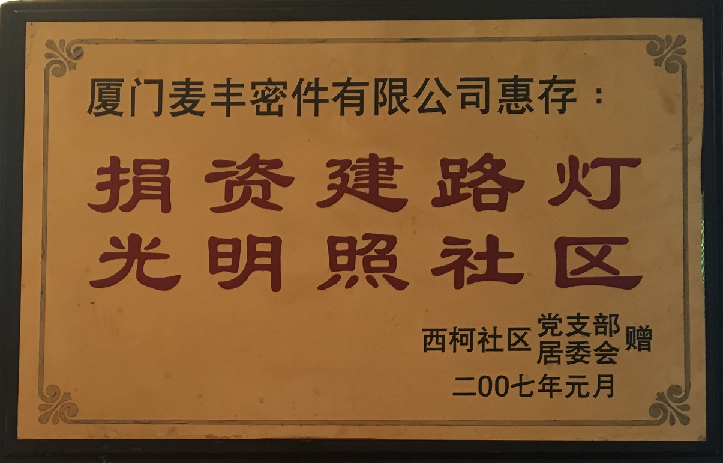 厦门麦丰密件有限公司惠存：
捐资建路灯
光明照社区
西柯社区党支部居委会赠
二00七年元月